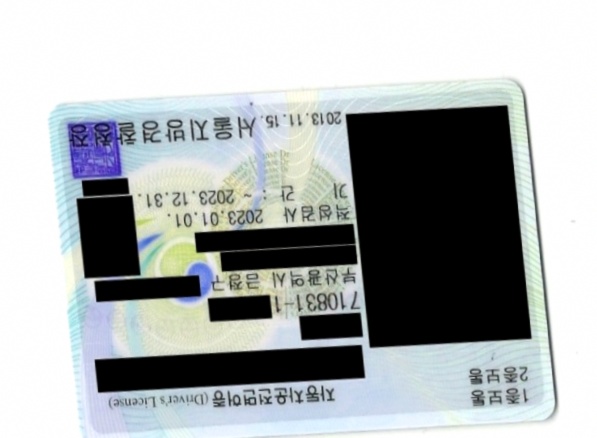 자동차운전면허증 (Driver's License)
1종보통
2종보통
710831-1
부산광역시 금정구
적성검사 2023.01.01.
기 간 : ~ 2023.12.31.
2013.11.15. 서울지방경찰청장